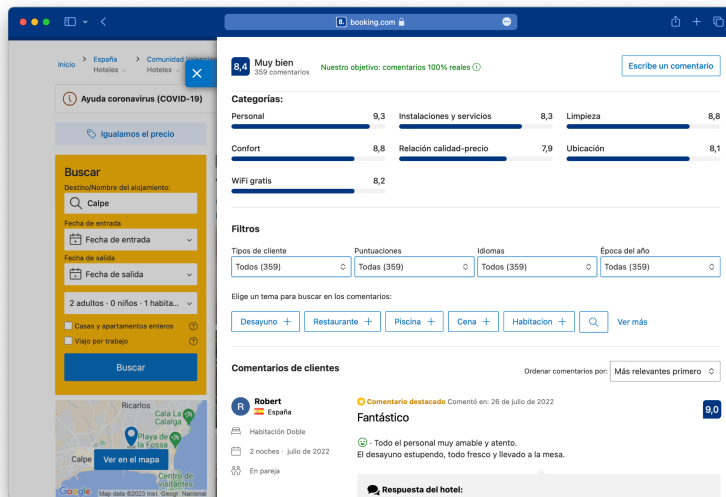 B. booking.com
Inicio
España
Hoteles
Comunidad Valencian
Hoteles
Ayuda coronavirus (COVID-19)
Igualamos el precio
Buscar
Destino/Nombre del alojamiento:
Calpe
Fecha de entrada
Fecha de entrada
Fecha de salida
Fecha de salida
2 adultos · 0 niños · 1 habita...
Casas y apartamentos enteros
Viajo por trabajo
Buscar
Ricarlos
Cala La
Calalga
Playa de
la Fossa
Calpe
Ver en el mapa
Centro de
visitantes
Google
Map data ©2023 Inst. Geogr. Nacional
8,4
Muy bien
359 comentarios
Nuestro objetivo: comentarios 100% reales
Escribe un comentario
Categorías:
Personal 9,3
Instalaciones y servicios 8,3
Limpieza 8,8
Confort 8,8
Relación calidad-precio 7,9
Ubicación 8,1
WiFi gratis 8,2
Filtros
Tipos de cliente
Puntuaciones
Idiomas
Época del año
Todos (359)
Todas (359)
Todos (359)
Todas (359)
Elige un tema para buscar en los comentarios:
Desayuno
Restaurante
Piscina
Cena
Habitacion
Ver más
Comentarios de clientes
Ordenar comentarios por:
Más relevantes primero
R
Robert
España
Habitación Doble
2 noches · julio de 2022
En pareja
Comentario destacado Comentó en: 26 de julio de 2022
Fantástico
9,0
· Todo el personal muy amable y atento.
El desayuno estupendo, todo fresco y llevado a la mesa.
Respuesta del hotel: